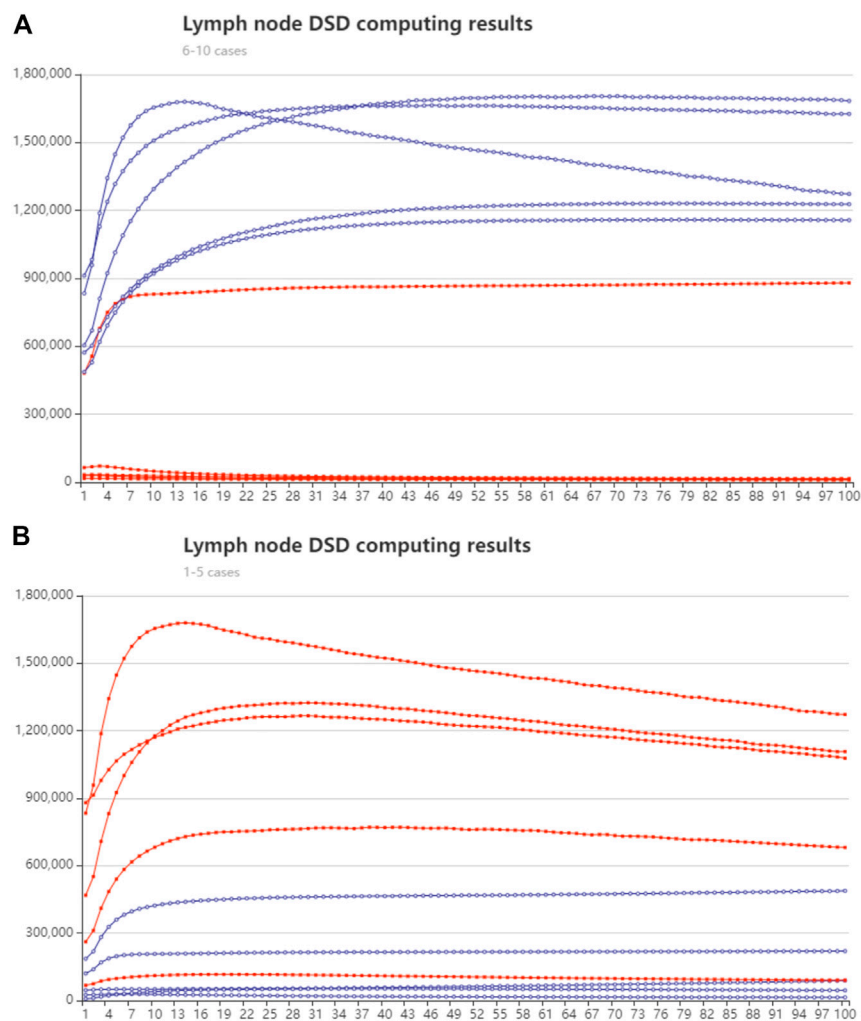 A
Lymph node DSD computing results
6-10 cases
1,800,000
1,500,000
1,200,000
900,000
600,000
300,000
0
1 4 7 10 13 16 19 22 25 28 31 34 37 40 43 46 49 52 55 58 61 64 67 70 73 76 79 82 85 88 91 94 97 100
B
Lymph node DSD computing results
1-5 cases
1,800,000
1,500,000
1,200,000
900,000
600,000
300,000
0
1 4 7 10 13 16 19 22 25 28 31 34 37 40 43 46 49 52 55 58 61 64 67 70 73 76 79 82 85 88 91 94 97 100